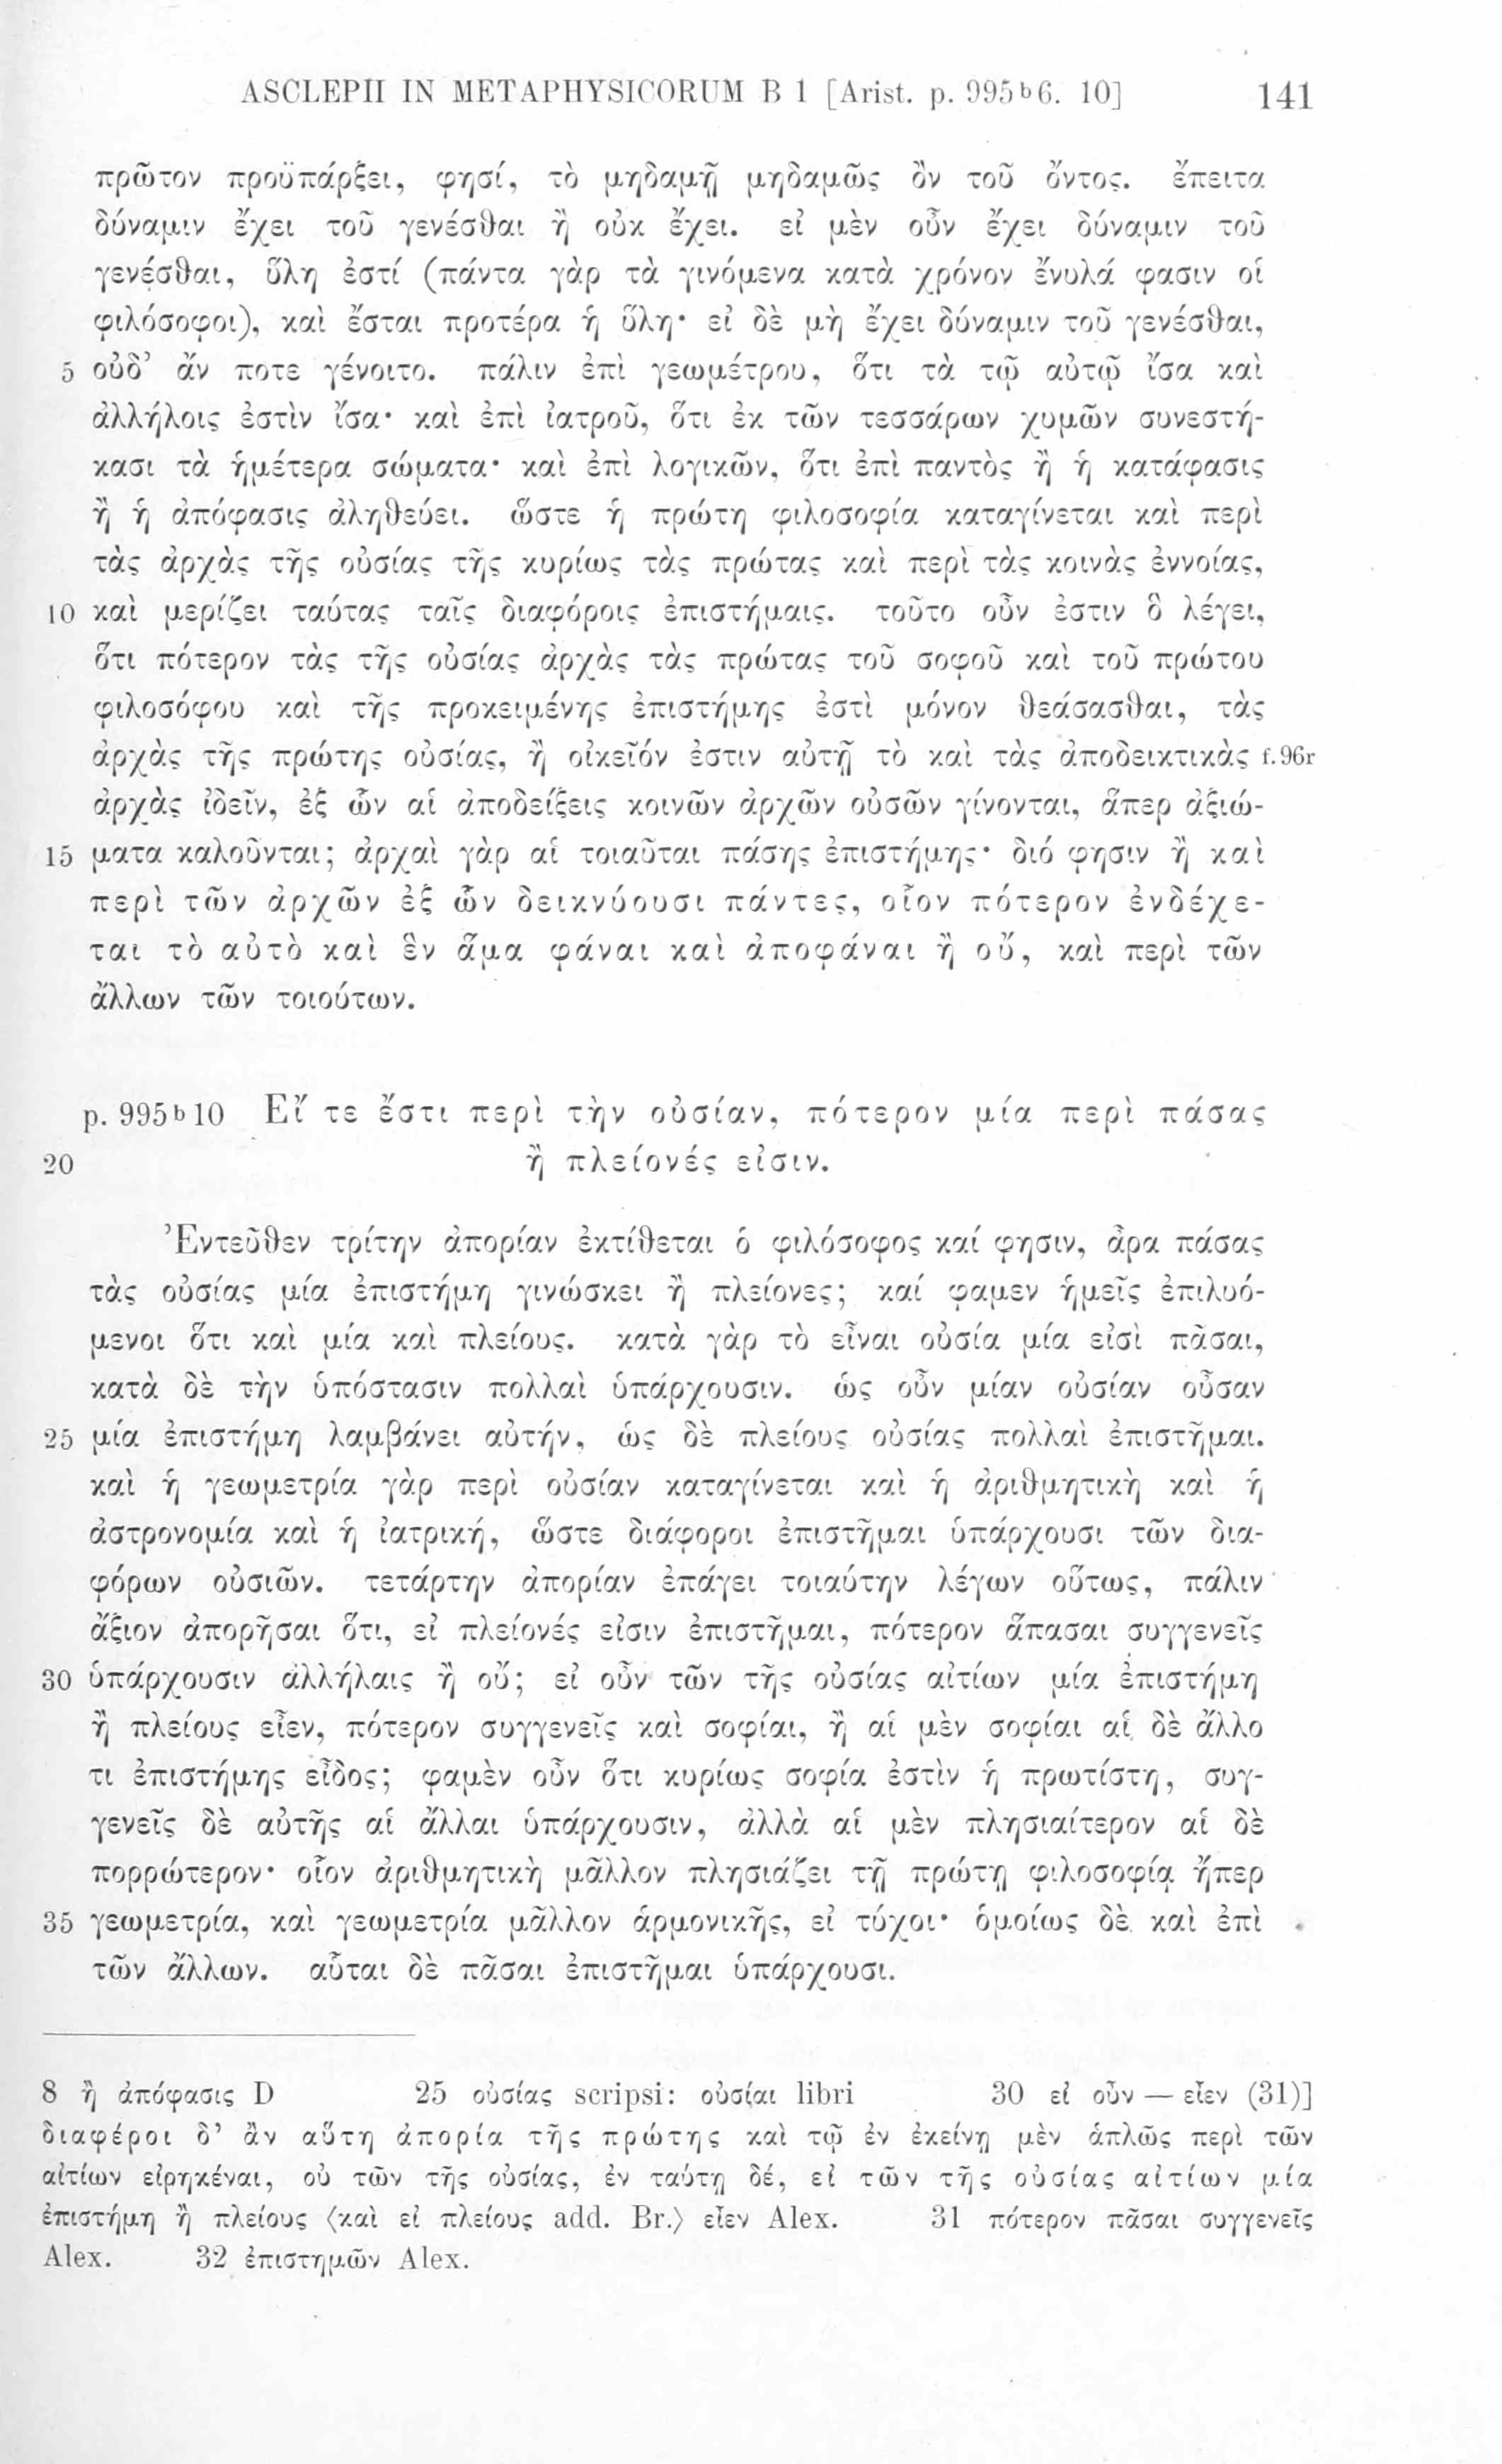 ASCLEPII IN METAPHYSICORUM B 1 [Arist. p. 995ᵇ6. 10] 141
πρῶτον προϋπάρξει, φησί, τὸ μηδαμῇ μηδαμῶς ὂν τοῦ ὄντος. ἔπειτα
δύναμιν ἔχει τοῦ γενέσθαι ἢ οὐκ ἔχει. εἰ μὲν οὖν ἔχει δύναμιν τοῦ
γενέσθαι, ὕλη ἐστί (πάντα γὰρ τὰ γινόμενα κατὰ χρόνον ἔνυλά φασιν οἱ
φιλόσοφοι), καὶ ἔσται προτέρα ἡ ὕλη· εἰ δὲ μὴ ἔχει δύναμιν τοῦ γενέσθαι,
5 οὐδ’ ἄν ποτε γένοιτο. πάλιν ἐπὶ γεωμέτρου, ὅτι τὰ τῷ αὐτῷ ἴσα καὶ
ἀλλήλοις ἐστὶν ἴσα· καὶ ἐπὶ ἰατροῦ, ὅτι ἐκ τῶν τεσσάρων χυμῶν συνεστή-
κασι τὰ ἡμέτερα σώματα· καὶ ἐπὶ λογικῶν, ὅτι ἐπὶ παντὸς ἢ ἡ κατάφασις
ἢ ἡ ἀπόφασις ἀληθεύει. ὥστε ἡ πρώτη φιλοσοφία καταγίνεται καὶ περὶ
τὰς ἀρχὰς τῆς οὐσίας τῆς κυρίως τὰς πρώτας καὶ περὶ τὰς κοινὰς ἐννοίας,
10 καὶ μερίζει ταύτας ταῖς διαφόροις ἐπιστήμαις. τοῦτο οὖν ἐστιν ὃ λέγει,
ὅτι πότερον τὰς τῆς οὐσίας ἀρχὰς τὰς πρώτας τοῦ σοφοῦ καὶ τοῦ πρώτου
φιλοσόφου καὶ τῆς προκειμένης ἐπιστήμης ἐστὶ μόνον θεάσασθαι, τὰς
ἀρχὰς τῆς πρώτης οὐσίας, ἢ οἰκεῖόν ἐστιν αὐτῇ τὸ καὶ τὰς ἀποδεικτικὰς f.96r
ἀρχὰς ἰδεῖν, ἐξ ὧν αἱ ἀποδείξεις κοινῶν ἀρχῶν οὐσῶν γίνονται, ἅπερ ἀξιώ-
15 ματα καλοῦνται; ἀρχαὶ γὰρ αἱ τοιαῦται πάσης ἐπιστήμης· διό φησιν ἢ καὶ
περὶ τῶν ἀρχῶν ἐξ ὧν δεικνύουσι πάντες, οἷον πότερον ἐνδέχε-
ται τὸ αὐτὸ καὶ ἓν ἅμα φάναι καὶ ἀποφάναι ἢ οὔ, καὶ περὶ τῶν
ἄλλων τῶν τοιούτων.
p. 995ᵇ10 Εἴ τε ἔστι περὶ τὴν οὐσίαν, πότερον μία περὶ πάσας
20 ἢ πλείονές εἰσιν.
Ἐντεῦθεν τρίτην ἀπορίαν ἐκτίθεται ὁ φιλόσοφος καί φησιν, ἆρα πάσας
τὰς οὐσίας μία ἐπιστήμη γινώσκει ἢ πλείονες; καί φαμεν ἡμεῖς ἐπιλυό-
μενοι ὅτι καὶ μία καὶ πλείους. κατὰ γὰρ τὸ εἶναι οὐσία μία εἰσὶ πᾶσαι,
κατὰ δὲ τὴν ὑπόστασιν πολλαὶ ὑπάρχουσιν. ὡς οὖν μίαν οὐσίαν οὖσαν
25 μία ἐπιστήμη λαμβάνει αὐτήν, ὡς δὲ πλείους οὐσίας πολλαὶ ἐπιστῆμαι.
καὶ ἡ γεωμετρία γὰρ περὶ οὐσίαν καταγίνεται καὶ ἡ ἀριθμητικὴ καὶ ἡ
ἀστρονομία καὶ ἡ ἰατρική, ὥστε διάφοροι ἐπιστῆμαι ὑπάρχουσι τῶν δια-
φόρων οὐσιῶν. τετάρτην ἀπορίαν ἐπάγει τοιαύτην λέγων οὕτως, πάλιν
ἄξιον ἀπορῆσαι ὅτι, εἰ πλείονές εἰσιν ἐπιστῆμαι, πότερον ἅπασαι συγγενεῖς
30 ὑπάρχουσιν ἀλλήλαις ἢ οὔ; εἰ οὖν τῶν τῆς οὐσίας αἰτίων μία ἐπιστήμη
ἢ πλείους εἶεν, πότερον συγγενεῖς καὶ σοφίαι, ἢ αἱ μὲν σοφίαι αἱ δὲ ἄλλο
τι ἐπιστήμης εἶδος; φαμὲν οὖν ὅτι κυρίως σοφία ἐστὶν ἡ πρωτίστη, συγ-
γενεῖς δὲ αὐτῆς αἱ ἄλλαι ὑπάρχουσιν, ἀλλὰ αἱ μὲν πλησιαίτερον αἱ δὲ
πορρώτερον· οἷον ἀριθμητικὴ μᾶλλον πλησιάζει τῇ πρώτῃ φιλοσοφίᾳ ἤπερ
35 γεωμετρία, καὶ γεωμετρία μᾶλλον ἁρμονικῆς, εἰ τύχοι· ὁμοίως δὲ καὶ ἐπὶ
τῶν ἄλλων. αὗται δὲ πᾶσαι ἐπιστῆμαι ὑπάρχουσι.
8 ἢ ἀπόφασις D 25 οὐσίας scripsi: οὐσίαι libri 30 εἰ οὖν — εἶεν (31)]
διαφέροι δ’ ἂν αὕτη ἀπορία τῆς πρώτης καὶ τῷ ἐν ἐκείνῃ μὲν ἁπλῶς περὶ τῶν
αἰτίων εἰρηκέναι, οὐ τῶν τῆς οὐσίας, ἐν ταύτῃ δέ, εἰ τῶν τῆς οὐσίας αἰτίων μία
ἐπιστήμη ἢ πλείους ⟨καὶ εἰ πλείους add. Br.⟩ εἶεν Alex. 31 πότερον πᾶσαι συγγενεῖς
Alex. 32 ἐπιστημῶν Alex.